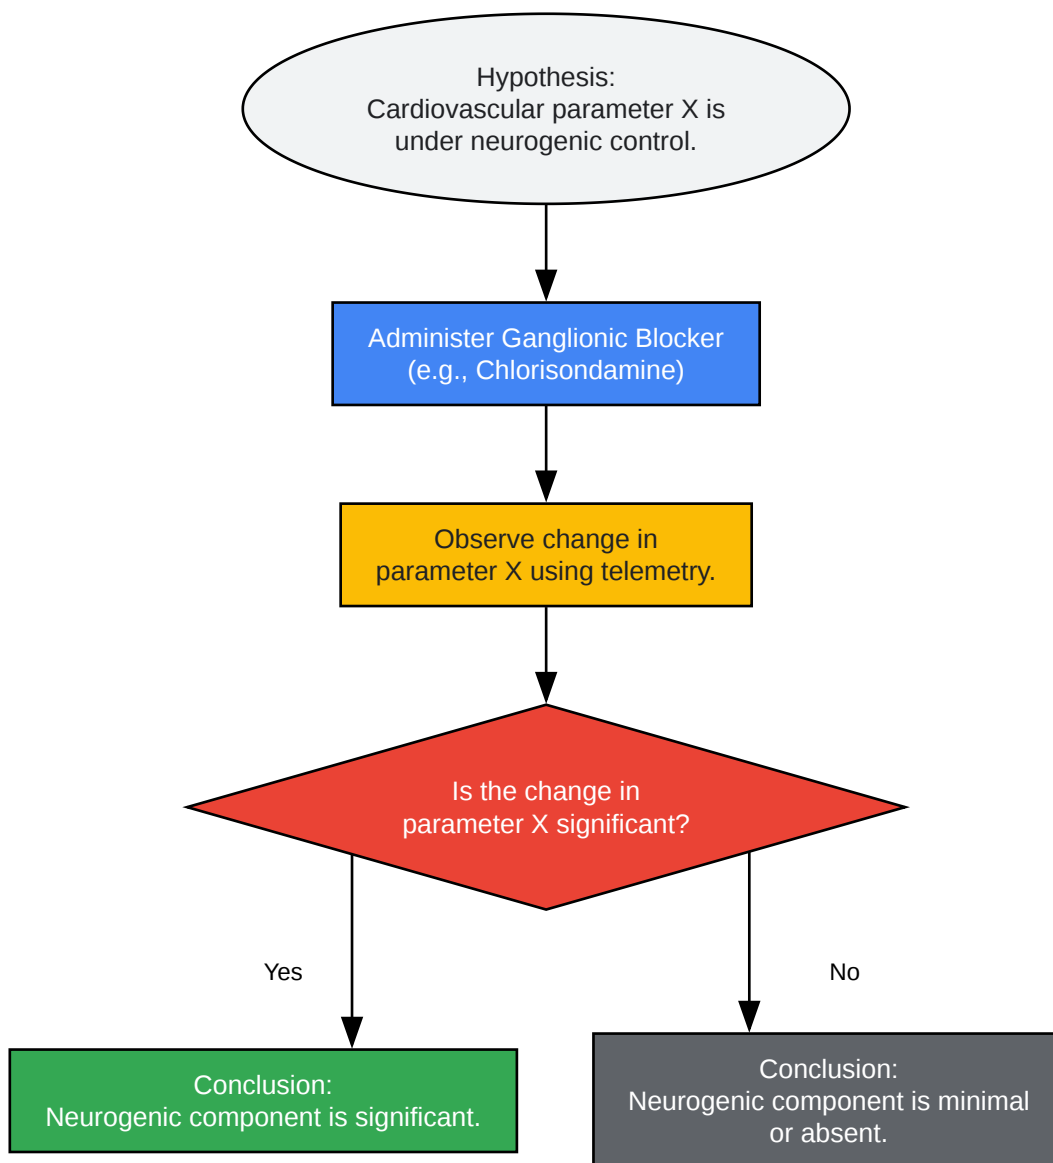 Hypothesis:
Cardiovascular parameter X is
under neurogenic control.
Administer Ganglionic Blocker
(e.g., Chlorisondamine)
Observe change in
parameter X using telemetry.
Is the change in
parameter X significant?
Yes
No
Conclusion:
Neurogenic component is significant.
Conclusion:
Neurogenic component is minimal
or absent.